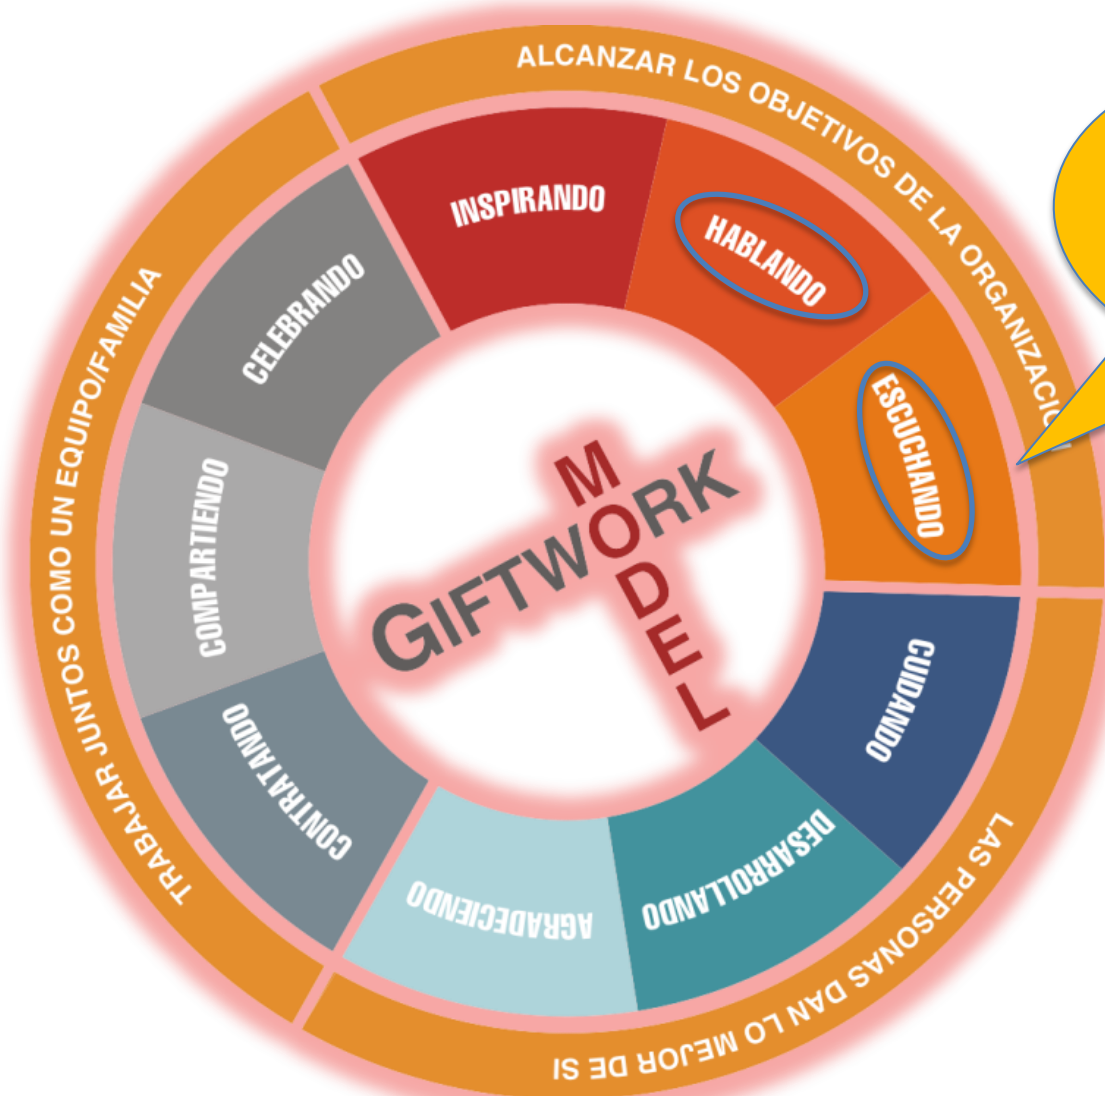 ALCANZAR LOS OBJETIVOS DE LA ORGANIZACIÓN
INSPIRANDO
HABLANDO
ESCUCHANDO
LAS PERSONAS DAN LO MEJOR DE SI
CUIDANDO
DESARROLLANDO
AGRADECIENDO
TRABAJAR JUNTOS COMO UN EQUIPO/FAMILIA
CONTRATANDO
COMPARTIENDO
CELEBRANDO
GIFTWORK
MODEL